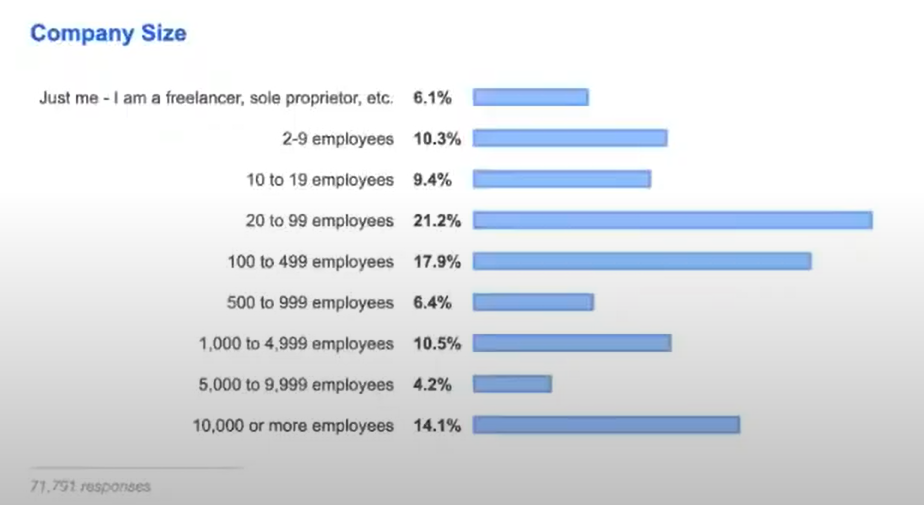 Company Size
Just me - I am a freelancer, sole proprietor, etc. 6.1%
2-9 employees 10.3%
10 to 19 employees 9.4%
20 to 99 employees 21.2%
100 to 499 employees 17.9%
500 to 999 employees 6.4%
1,000 to 4,999 employees 10.5%
5,000 to 9,999 employees 4.2%
10,000 or more employees 14.1%
71,791 responses